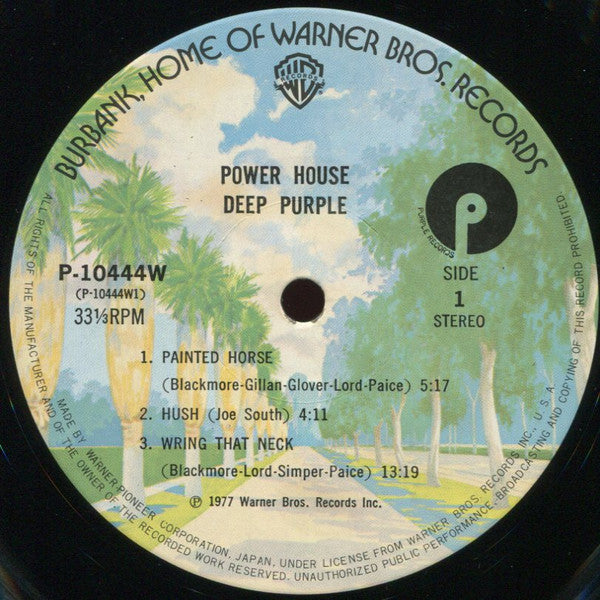 BURBANK, HOME OF WARNER BROS. RECORDS
RECORDS
POWER HOUSE
DEEP PURPLE
P
PURPLE RECORDS
P-10444W
(P-10444W1)
33⅓RPM
SIDE
1
STEREO
1. PAINTED HORSE
(Blackmore-Gillan-Glover-Lord-Paice) 5:17
2. HUSH (Joe South) 4:11
3. WRING THAT NECK
(Blackmore-Lord-Simper-Paice) 13:19
℗ 1977 Warner Bros. Records Inc.
MADE BY WARNER-PIONEER CORPORATION, JAPAN. UNDER LICENSE FROM WARNER BROS. RECORDS INC., U.S.A.
ALL RIGHTS OF THE MANUFACTURER AND OF THE OWNER OF THE RECORDED WORK RESERVED. UNAUTHORIZED PUBLIC PERFORMANCE, BROADCASTING AND COPYING OF THIS RECORD PROHIBITED.